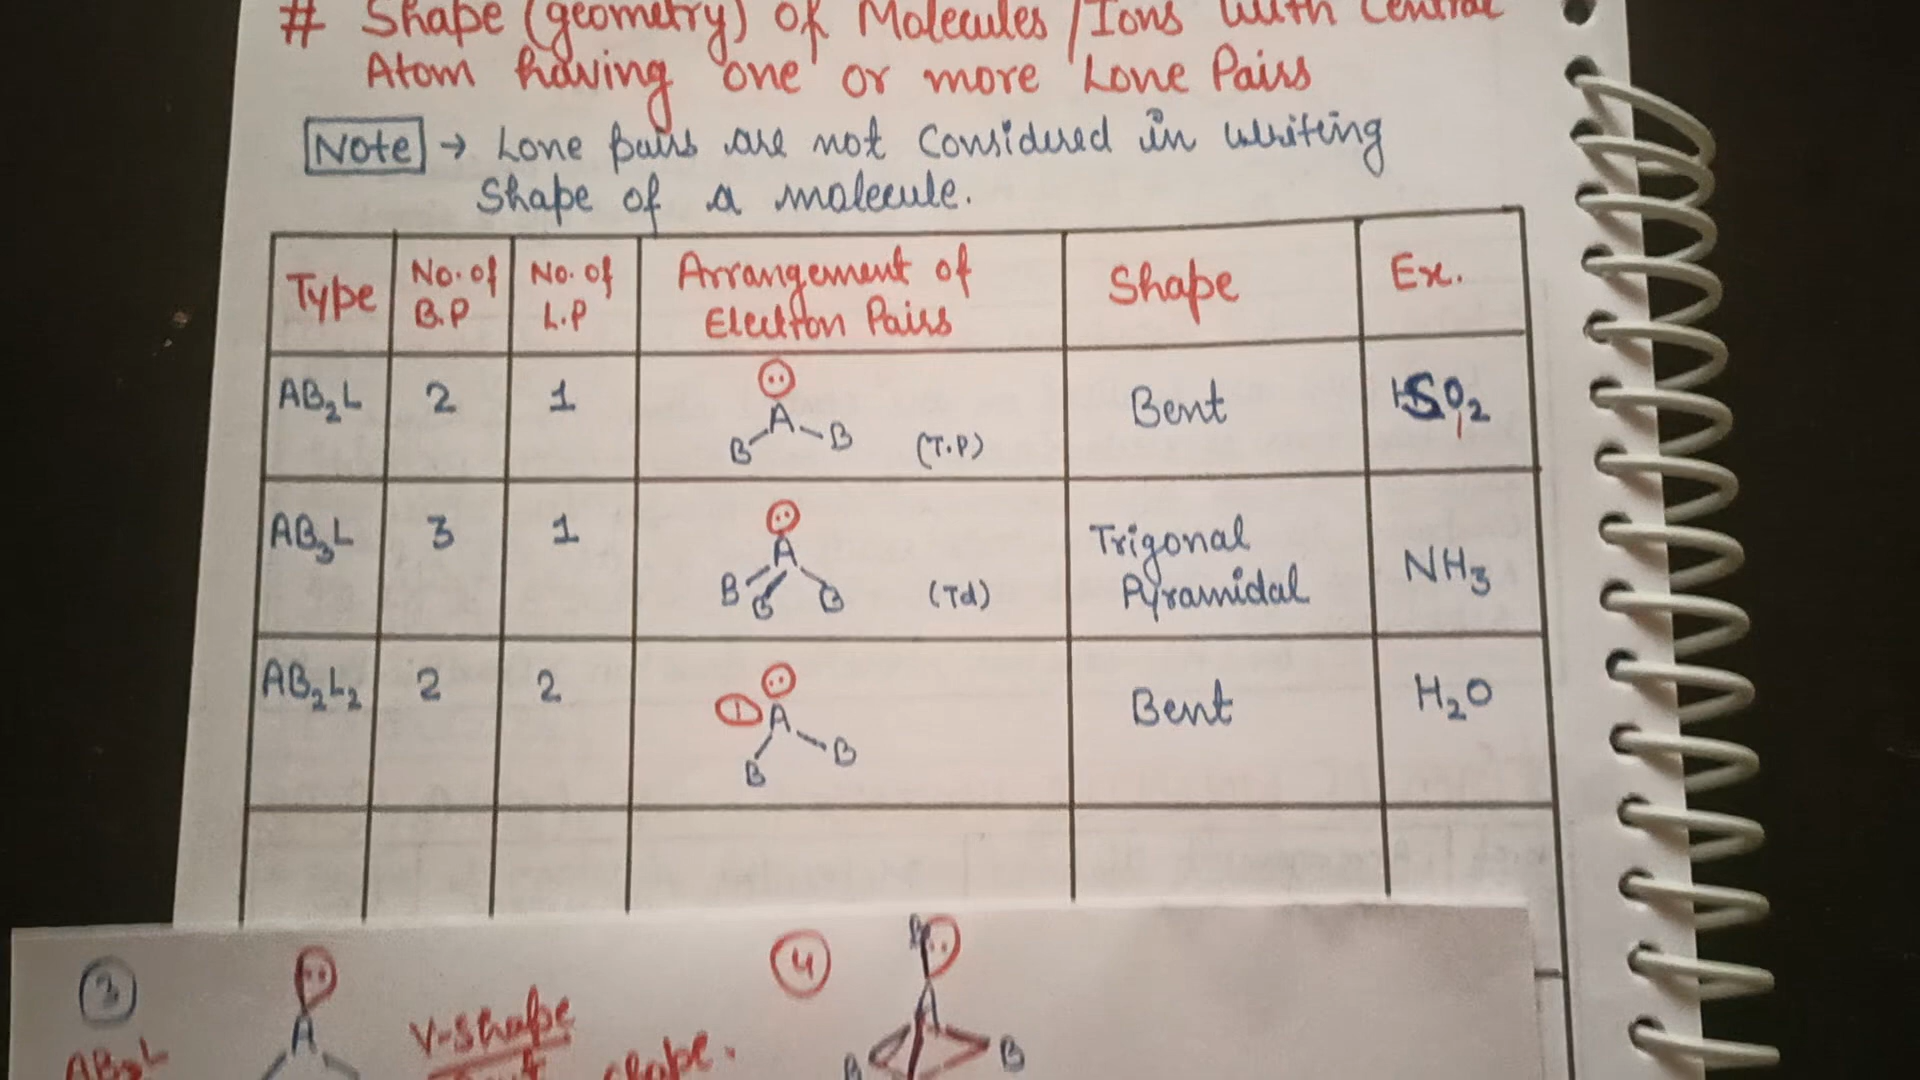 # Shape (geometry) of Molecules/Ions with Central
Atom having one or more Lone Pairs
Note → Lone pairs are not Considered in writing
Shape of a molecule.
Type No. of B.P No. of L.P Arrangement of Electron Pairs Shape Ex.
AB₂L 2 1 A B B (T.P) Bent SO₂
AB₃L 3 1 A B B B (Td) Trigonal Pyramidal NH₃
AB₂L₂ 2 2 A B B Bent H₂O
3 A V-shape
4 A B B
shape.